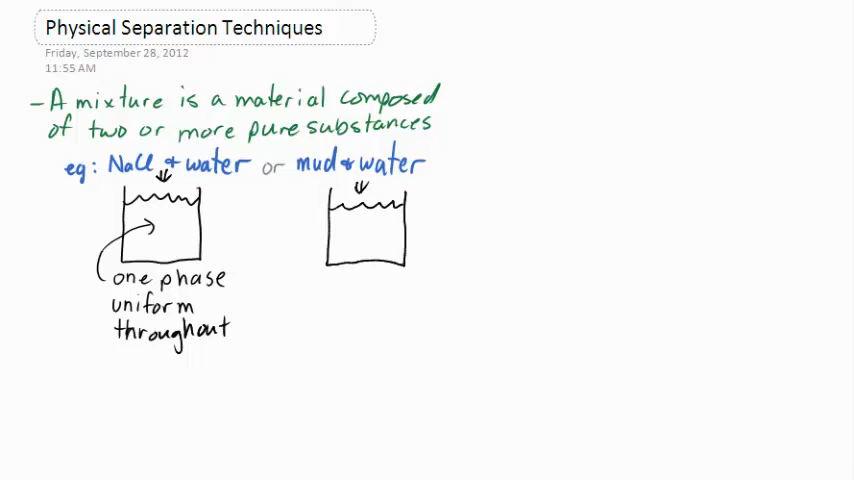 Physical Separation Techniques
Friday, September 28, 2012
11:55 AM
- A mixture is a material composed
of two or more pure substances
eg: NaCl & water or mud & water
one phase
uniform
throughout